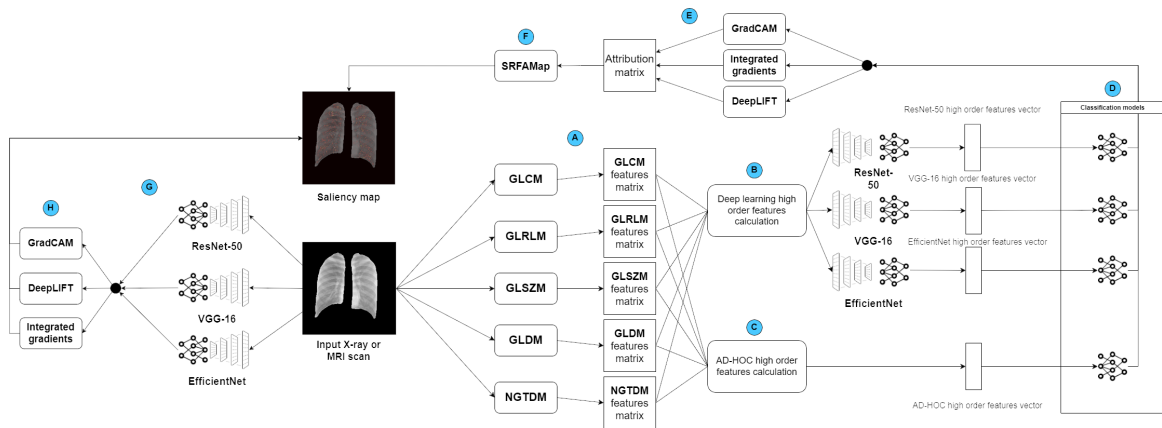 E
F
GradCAM
SRFAMap
Attribution
matrix
Integrated
gradients
DeepLIFT
D
Classification models
ResNet-50 high order features vector
Saliency map
A
GLCM
GLCM
features
matrix
B
Deep learning high
order features
calculation
ResNet-
50
VGG-16 high order features vector
G
H
GradCAM
ResNet-50
GLRLM
GLRLM
features
matrix
VGG-16
EfficientNet high order features vector
DeepLIFT
VGG-16
GLSZM
GLSZM
features
matrix
EfficientNet
Integrated
gradients
Input X-ray or
MRI scan
GLDM
GLDM
features
matrix
C
AD-HOC high order
features calculation
EfficientNet
NGTDM
NGTDM
features
matrix
AD-HOC high order features vector